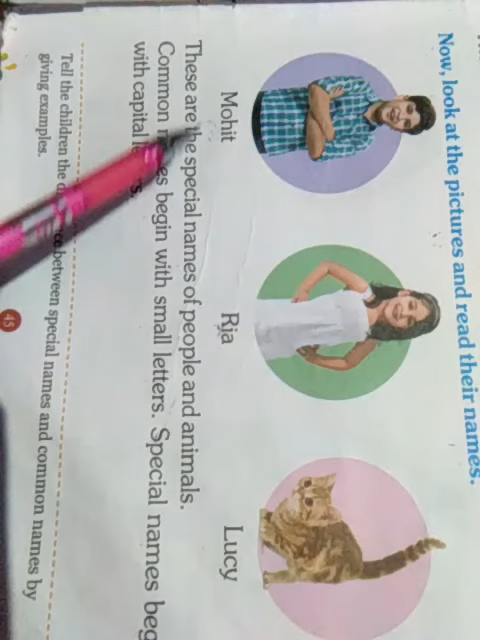 Now, look at the pictures and read their names.
Mohit
Ria
Lucy
These are the special names of people and animals.
Common begin with small letters. Special names beg
with capital
Tell the children the between special names and common names by
giving examples.
45